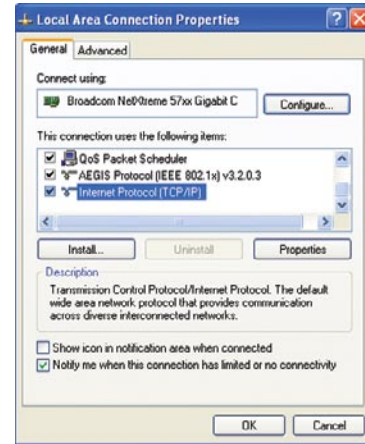 Local Area Connection Properties
General Advanced
Connect using:
Broadcom NetXtreme 57xx Gigabit C
Configure...
This connection uses the following items:
QoS Packet Scheduler
AEGIS Protocol (IEEE 802.1x) v3.2.0.3
Internet Protocol (TCP/IP)
Install... Uninstall Properties
Description
Transmission Control Protocol/Internet Protocol. The default
wide area network protocol that provides communication
across diverse interconnected networks.
Show icon in notification area when connected
Notify me when this connection has limited or no connectivity
OK Cancel